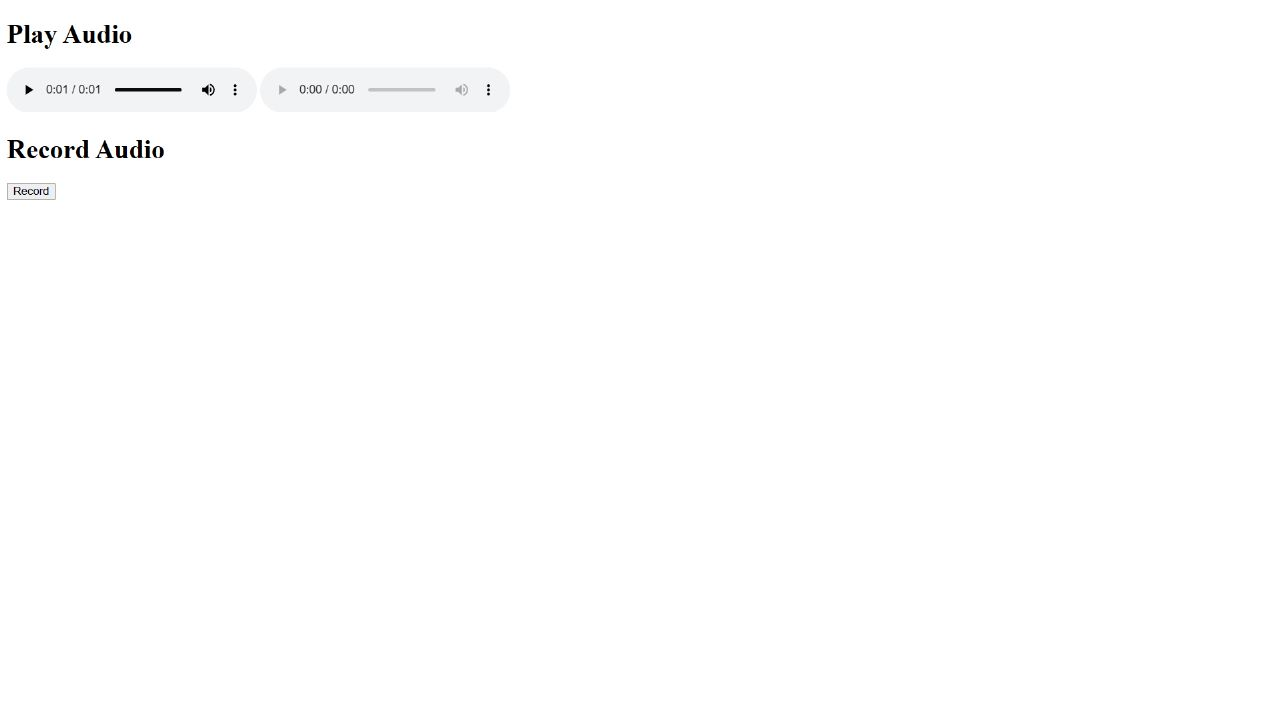 Play Audio
0:01 / 0:01 0:00 / 0:00
Record Audio
Record